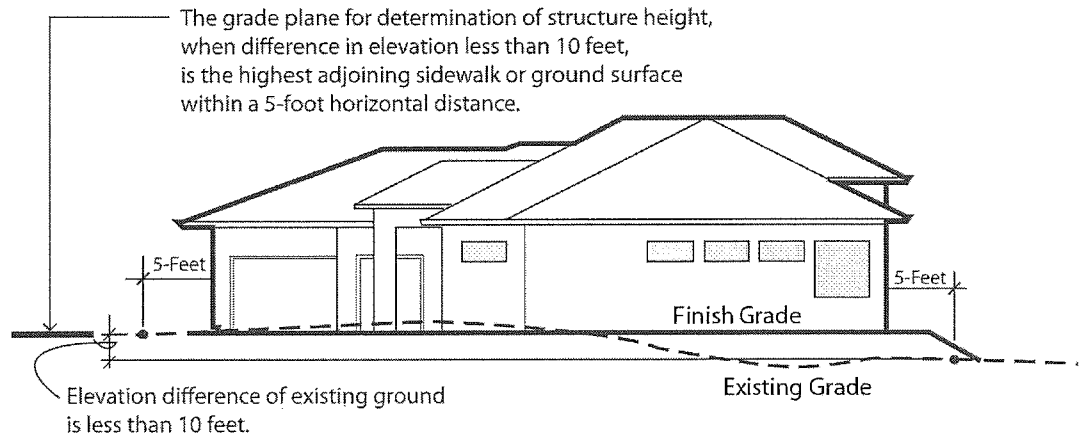 The grade plane for determination of structure height,
when difference in elevation less than 10 feet,
is the highest adjoining sidewalk or ground surface
within a 5-foot horizontal distance.
5-Feet
5-Feet
Finish Grade
Existing Grade
Elevation difference of existing ground
is less than 10 feet.